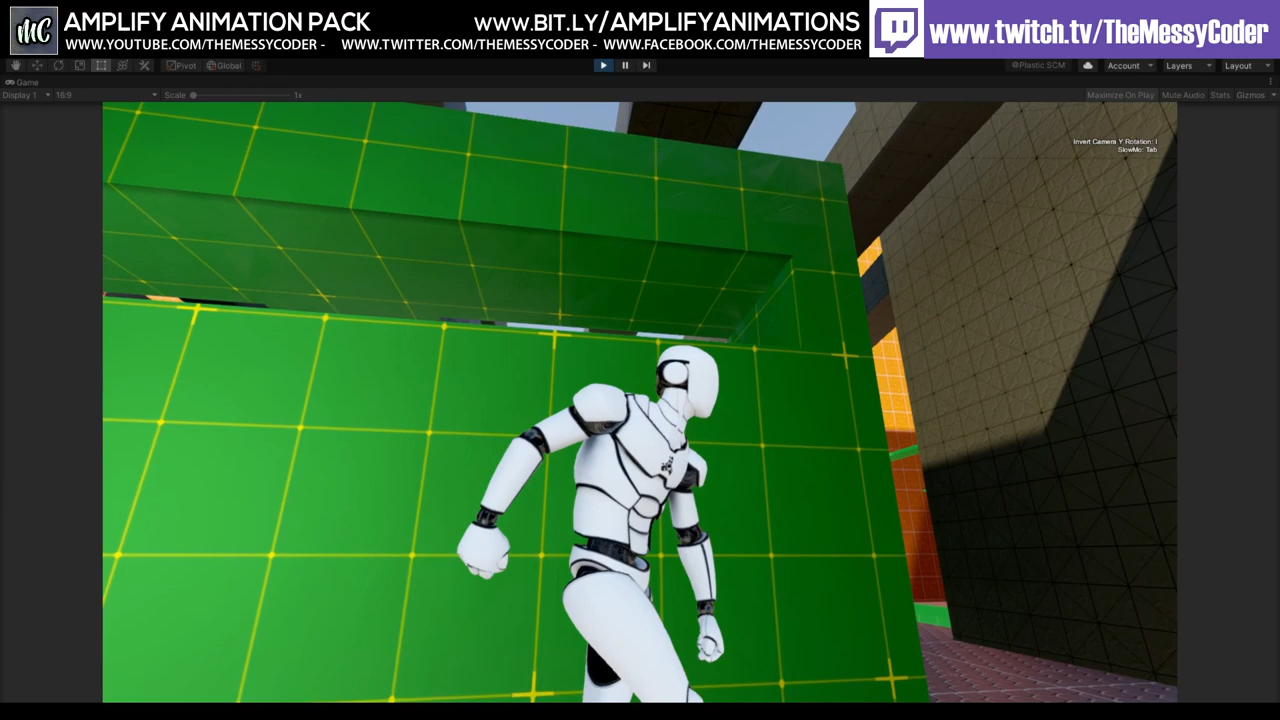 MC
AMPLIFY ANIMATION PACK
WWW.BIT.LY/AMPLIFYANIMATIONS
WWW.YOUTUBE.COM/THEMESSYCODER - WWW.TWITTER.COM/THEMESSYCODER - WWW.FACEBOOK.COM/THEMESSYCODER
www.twitch.tv/TheMessyCoder
Pivot Global Plastic SCM Account Layers Layout
Game
Display 1 16:9 Scale 1x Maximize On Play Mute Audio Stats Gizmos
Invert Camera Y Rotation: I
SlowMo: Tab